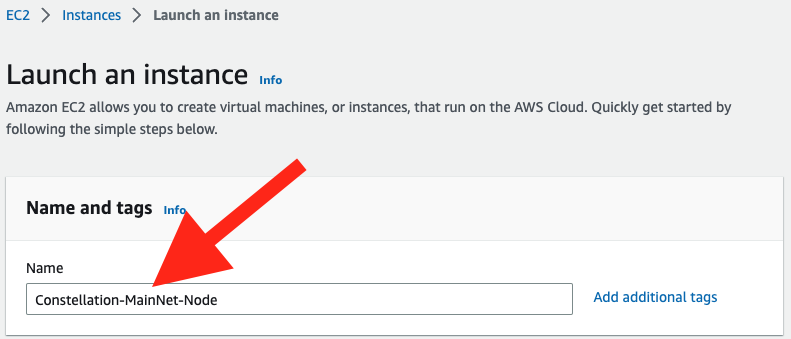 EC2 > Instances > Launch an instance
Launch an instance Info
Amazon EC2 allows you to create virtual machines, or instances, that run on the AWS Cloud. Quickly get started by
following the simple steps below.
Name and tags Info
Name
Constellation-MainNet-Node Add additional tags